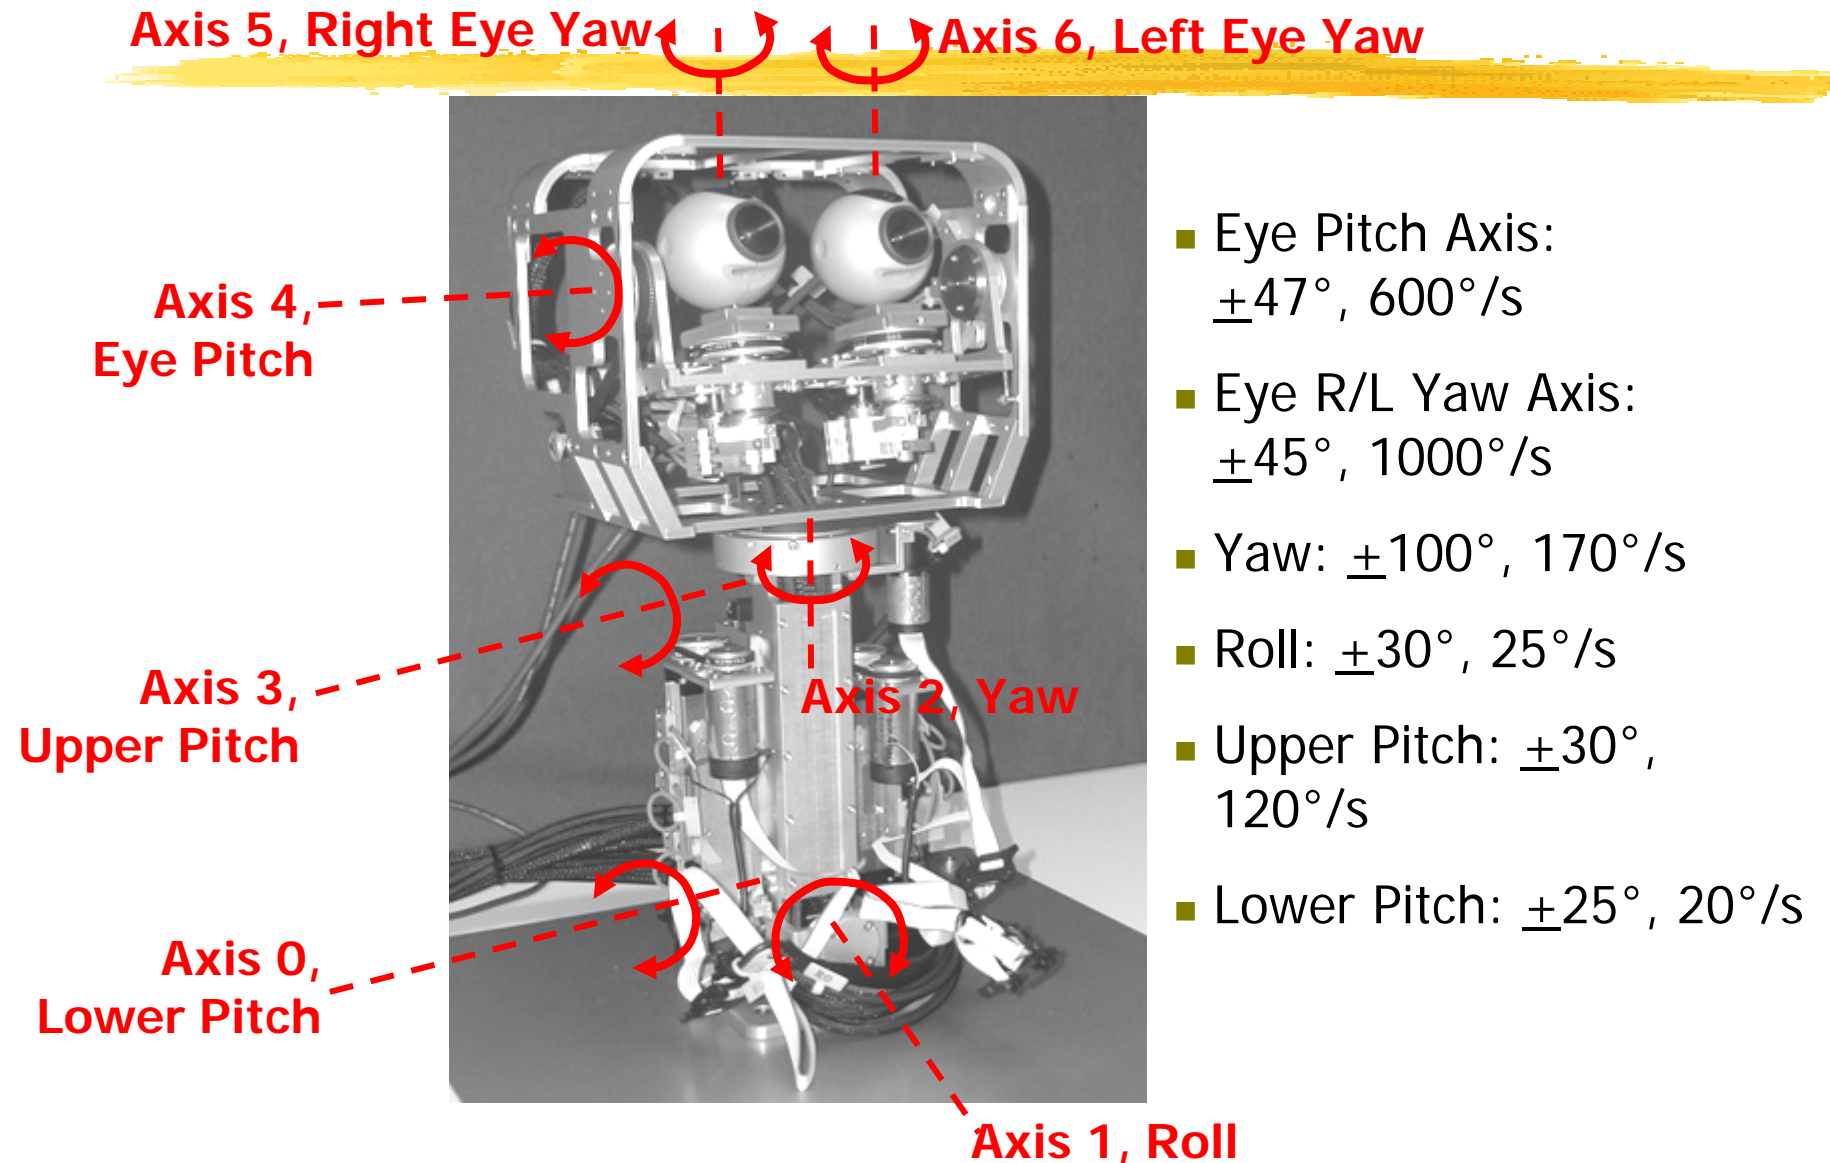 Axis 5, Right Eye Yaw
Axis 6, Left Eye Yaw
Axis 4,
Eye Pitch
Axis 3,
Upper Pitch
Axis 2, Yaw
Axis 0,
Lower Pitch
Axis 1, Roll
■ Eye Pitch Axis:
±47°, 600°/s
■ Eye R/L Yaw Axis:
±45°, 1000°/s
■ Yaw: ±100°, 170°/s
■ Roll: ±30°, 25°/s
■ Upper Pitch: ±30°,
120°/s
■ Lower Pitch: ±25°, 20°/s